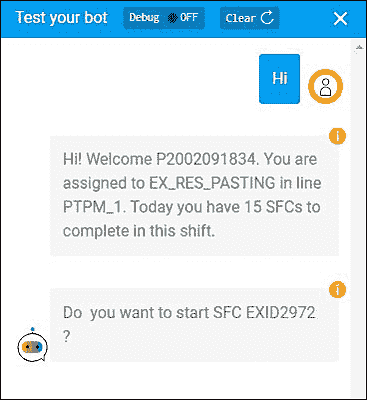 Test your bot Debug OFF Clear
Hi
Hi! Welcome P2002091834. You are
assigned to EX_RES_PASTING in line
PTPM_1. Today you have 15 SFCs to
complete in this shift.
Do you want to start SFC EXID2972
?